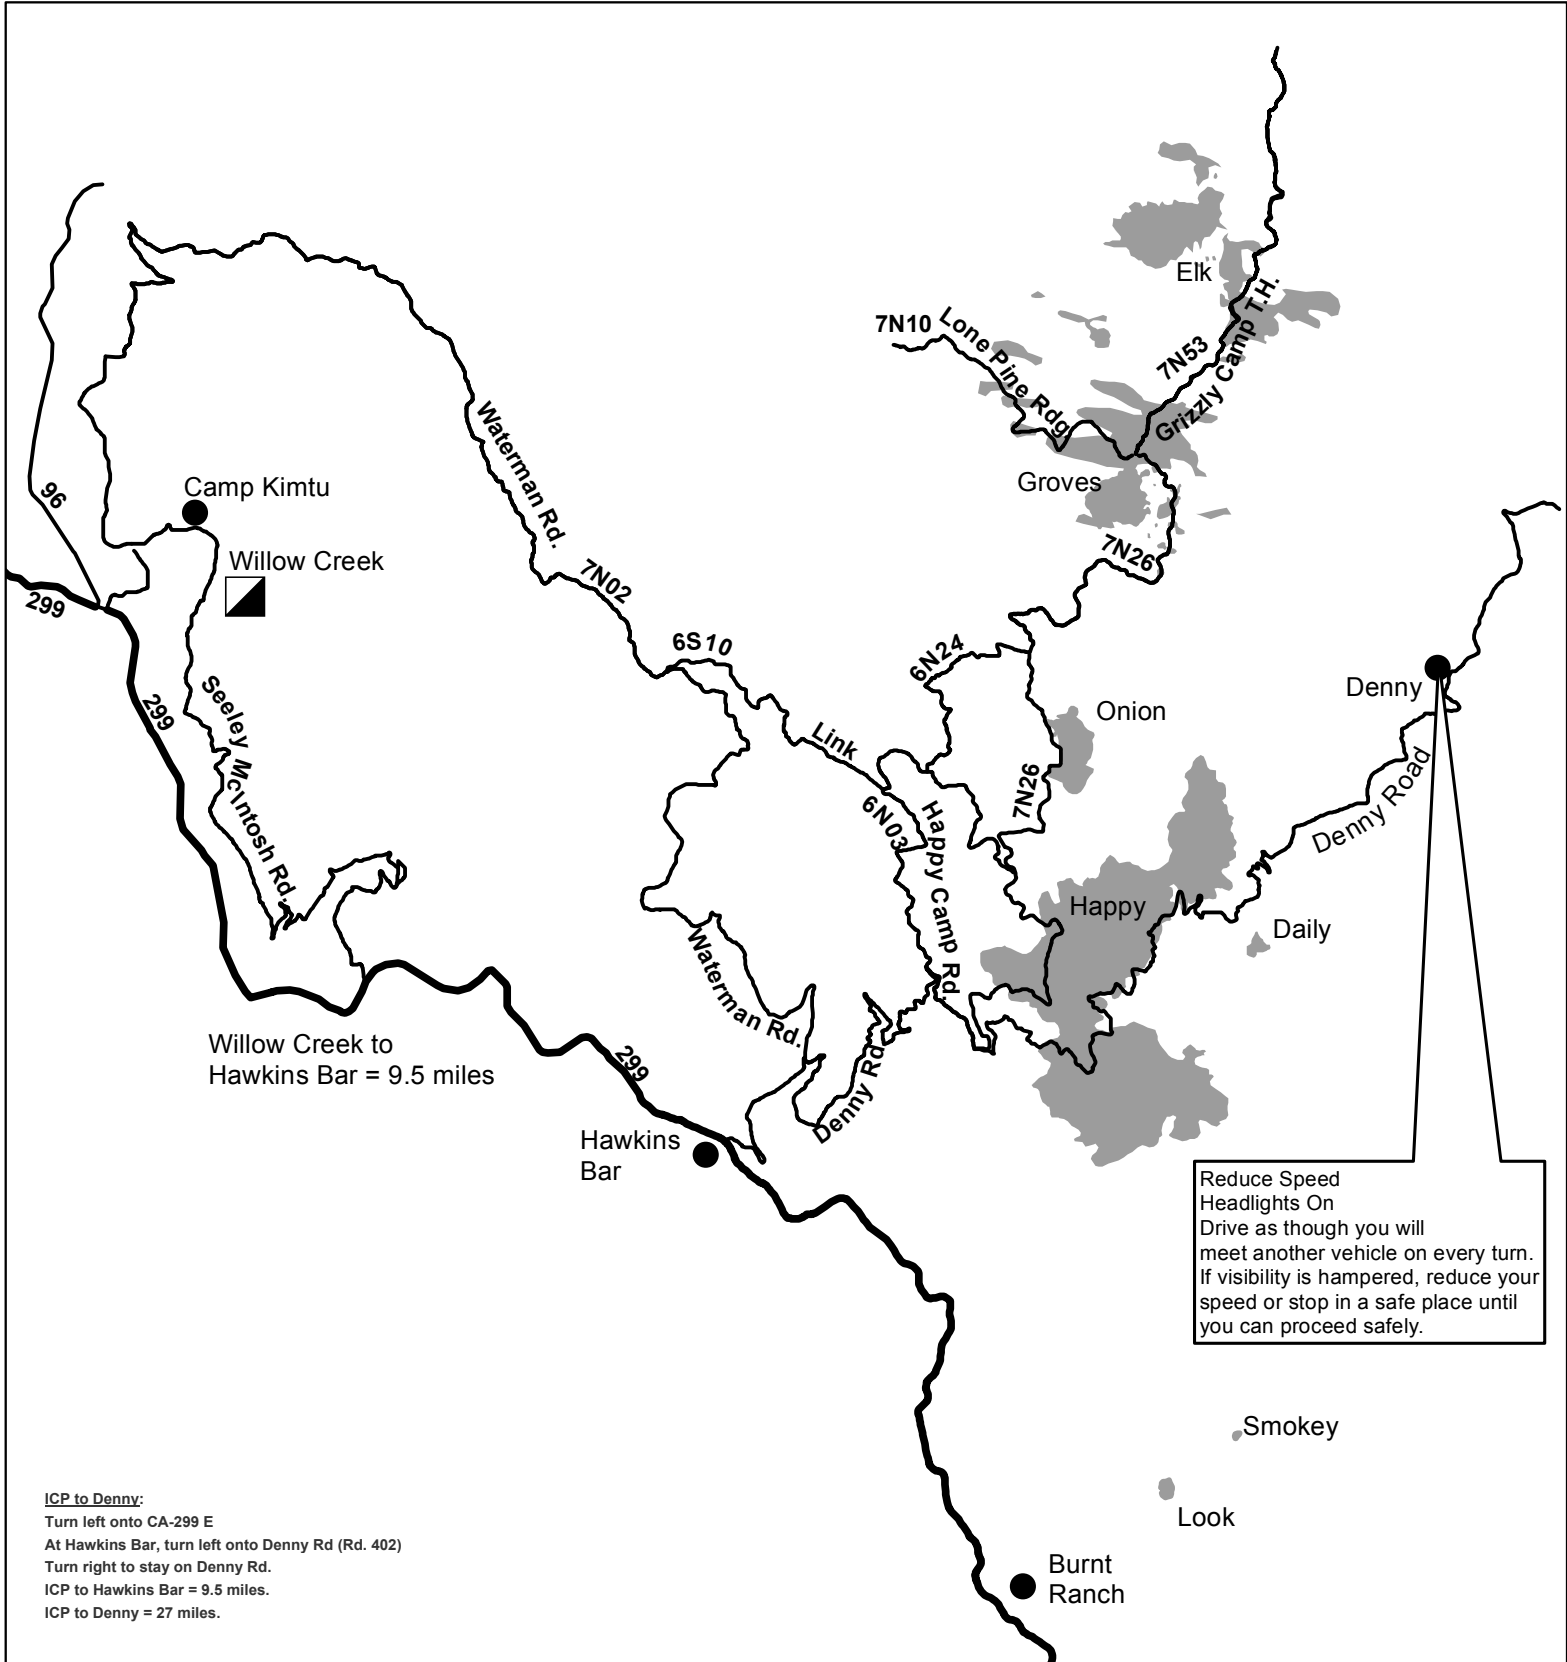 Elk
7N10
Lone Pine Rdg.
7N53
Grizzly Camp T.H.
Waterman Rd.
Groves
96
Camp Kimtu
Willow Creek
7N26
7N02
299
6S10
6N24
Denny
Onion
299
Seeley McIntosh Rd.
Link
7N26
Denny Road
6N03
Happy Camp Rd.
Happy
Daily
Waterman Rd.
Willow Creek to
Hawkins Bar = 9.5 miles
299
Denny Rd
Hawkins
Bar
Reduce Speed
Headlights On
Drive as though you will
meet another vehicle on every turn.
If visibility is hampered, reduce your
speed or stop in a safe place until
you can proceed safely.
Smokey
Look
ICP to Denny:
Turn left onto CA-299 E
At Hawkins Bar, turn left onto Denny Rd (Rd. 402)
Turn right to stay on Denny Rd.
ICP to Hawkins Bar = 9.5 miles.
ICP to Denny = 27 miles.
Burnt
Ranch